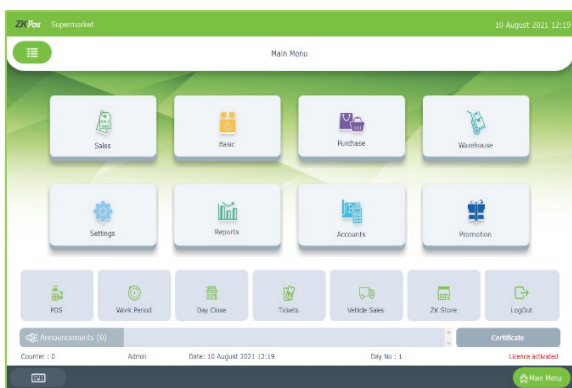 ZKPos Supermarket 10 August 2021 12:19
Main Menu
Sales Basic Purchase Warehouse
Settings Reports Accounts Promotion
POS Work Period Day Close Tickets Vehicle Sales ZK Store LogOut
Announcements (0) Certificate
Counter : 0 Admin Date: 10 August 2021 12:19 Day No : 1 Licence activated
Main Menu